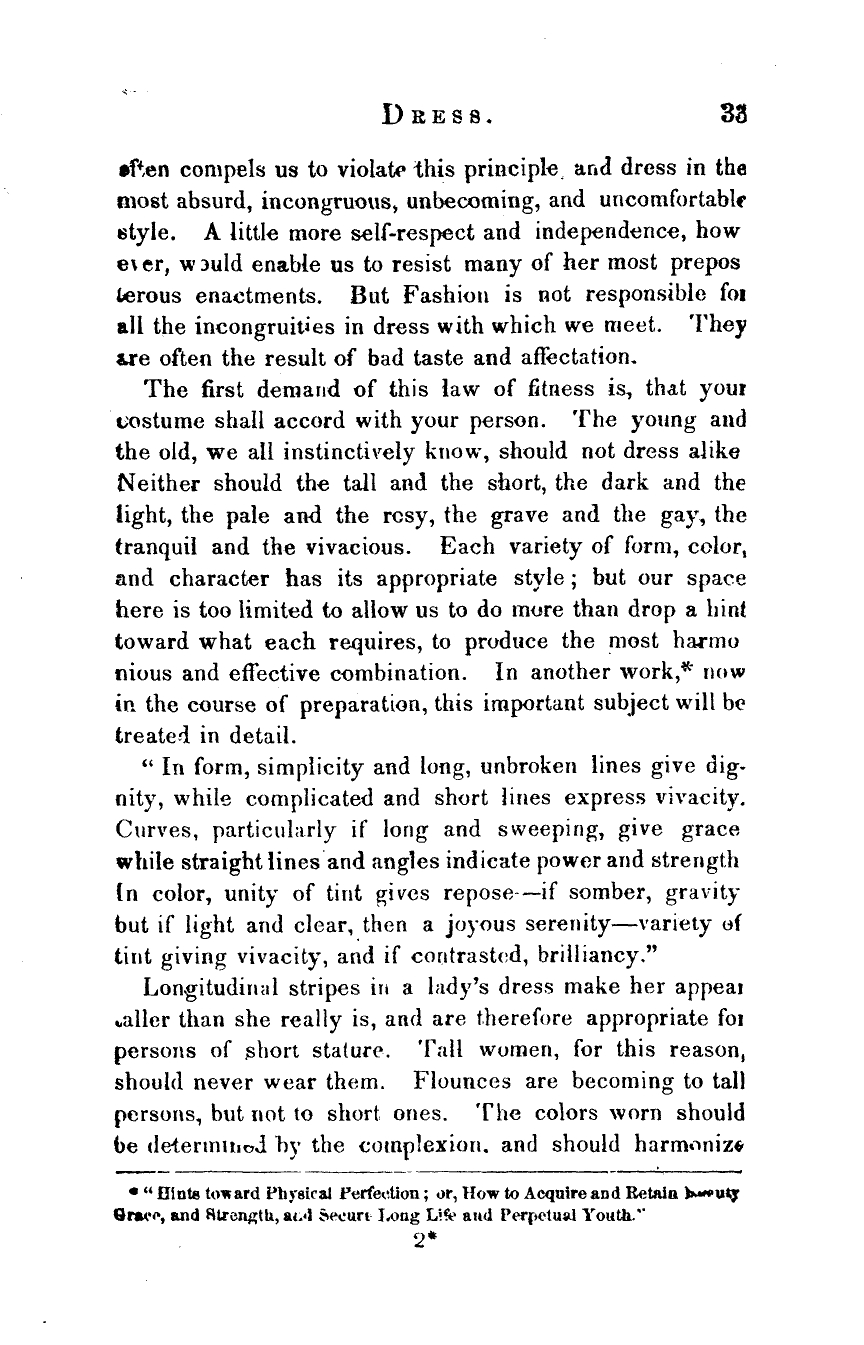 DRESS. 33
often compels us to violate this principle, and dress in the
most absurd, incongruous, unbecoming, and uncomfortable
style. A little more self-respect and independence, how
ever, would enable us to resist many of her most prepos
terous enactments. But Fashion is not responsible for
all the incongruities in dress with which we meet. They
are often the result of bad taste and affectation.
The first demand of this law of fitness is, that your
costume shall accord with your person. The young and
the old, we all instinctively know, should not dress alike
Neither should the tall and the short, the dark and the
light, the pale and the rosy, the grave and the gay, the
tranquil and the vivacious. Each variety of form, color,
and character has its appropriate style; but our space
here is too limited to allow us to do more than drop a hint
toward what each requires, to produce the most harmo
nious and effective combination. In another work,* now
in the course of preparation, this important subject will be
treated in detail.
“ In form, simplicity and long, unbroken lines give dig-
nity, while complicated and short lines express vivacity.
Curves, particularly if long and sweeping, give grace
while straight lines and angles indicate power and strength
In color, unity of tint gives repose—if somber, gravity
but if light and clear, then a joyous serenity—variety of
tint giving vivacity, and if contrasted, brilliancy.”
Longitudinal stripes in a lady's dress make her appear
taller than she really is, and are therefore appropriate for
persons of short stature. Tall women, for this reason,
should never wear them. Flounces are becoming to tall
persons, but not to short ones. The colors worn should
be determined by the complexion. and should harmonize
* “ Hints toward Physical Perfection; or, How to Acquire and Retain Beauty
Grace, and Strength, and Secure Long Life and Perpetual Youth.”
2*